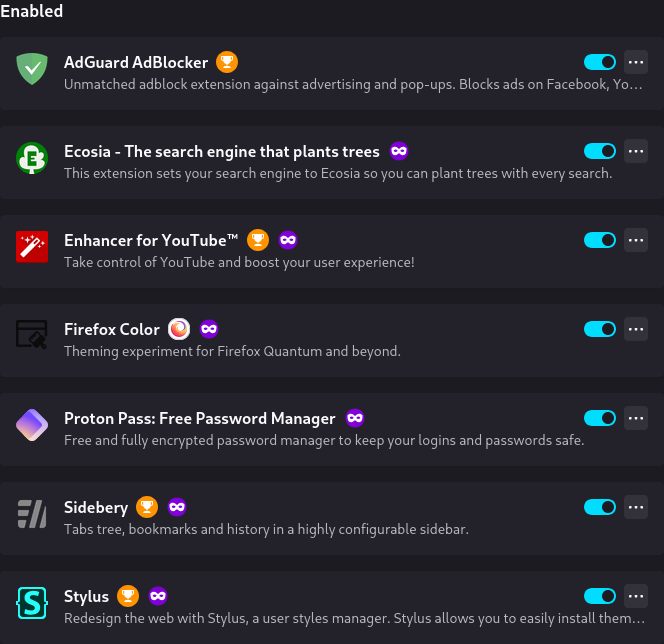 Enabled
AdGuard AdBlocker
Unmatched adblock extension against advertising and pop-ups. Blocks ads on Facebook, Yo…
Ecosia - The search engine that plants trees
This extension sets your search engine to Ecosia so you can plant trees with every search.
Enhancer for YouTube™
Take control of YouTube and boost your user experience!
Firefox Color
Theming experiment for Firefox Quantum and beyond.
Proton Pass: Free Password Manager
Free and fully encrypted password manager to keep your logins and passwords safe.
Sidebery
Tabs tree, bookmarks and history in a highly configurable sidebar.
Stylus
Redesign the web with Stylus, a user styles manager. Stylus allows you to easily install them…